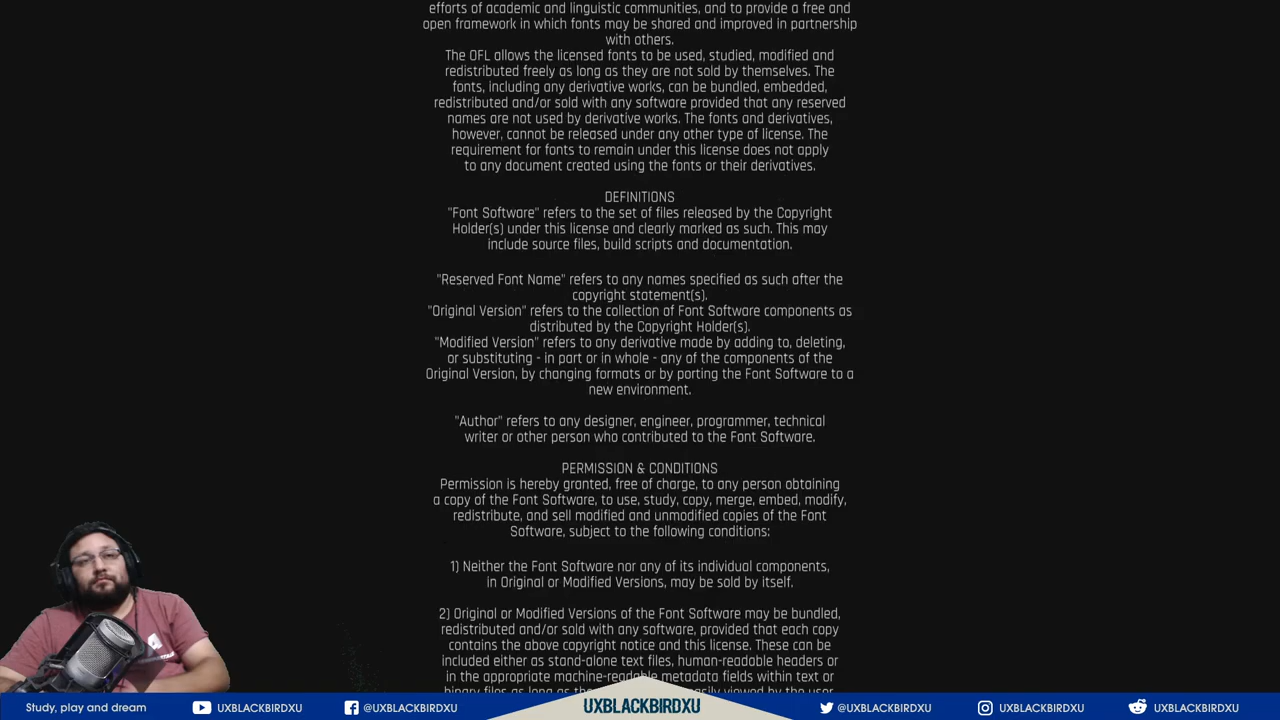 efforts of academic and linguistic communities, and to provide a free and
open framework in which fonts may be shared and improved in partnership
with others.
The OFL allows the licensed fonts to be used, studied, modified and
redistributed freely as long as they are not sold by themselves. The
fonts, including any derivative works, can be bundled, embedded,
redistributed and/or sold with any software provided that any reserved
names are not used by derivative works. The fonts and derivatives,
however, cannot be released under any other type of license. The
requirement for fonts to remain under this license does not apply
to any document created using the fonts or their derivatives.
DEFINITIONS
"Font Software" refers to the set of files released by the Copyright
Holder(s) under this license and clearly marked as such. This may
include source files, build scripts and documentation.
"Reserved Font Name" refers to any names specified as such after the
copyright statement(s).
"Original Version" refers to the collection of Font Software components as
distributed by the Copyright Holder(s).
"Modified Version" refers to any derivative made by adding to, deleting,
or substituting - in part or in whole - any of the components of the
Original Version, by changing formats or by porting the Font Software to a
new environment.
"Author" refers to any designer, engineer, programmer, technical
writer or other person who contributed to the Font Software.
PERMISSION & CONDITIONS
Permission is hereby granted, free of charge, to any person obtaining
a copy of the Font Software, to use, study, copy, merge, embed, modify,
redistribute, and sell modified and unmodified copies of the Font
Software, subject to the following conditions:
1) Neither the Font Software nor any of its individual components,
in Original or Modified Versions, may be sold by itself.
2) Original or Modified Versions of the Font Software may be bundled,
redistributed and/or sold with any software, provided that each copy
contains the above copyright notice and this license. These can be
included either as stand-alone text files, human-readable headers or
in the appropriate machine-readable metadata fields within text or
binary files as long as easily viewed by the user
Study, play and dream
UXBLACKBIRDXU
@UXBLACKBIRDXU
UXBLACKBIRDXU
@UXBLACKBIRDXU
UXBLACKBIRDXU
UXBLACKBIRDXU